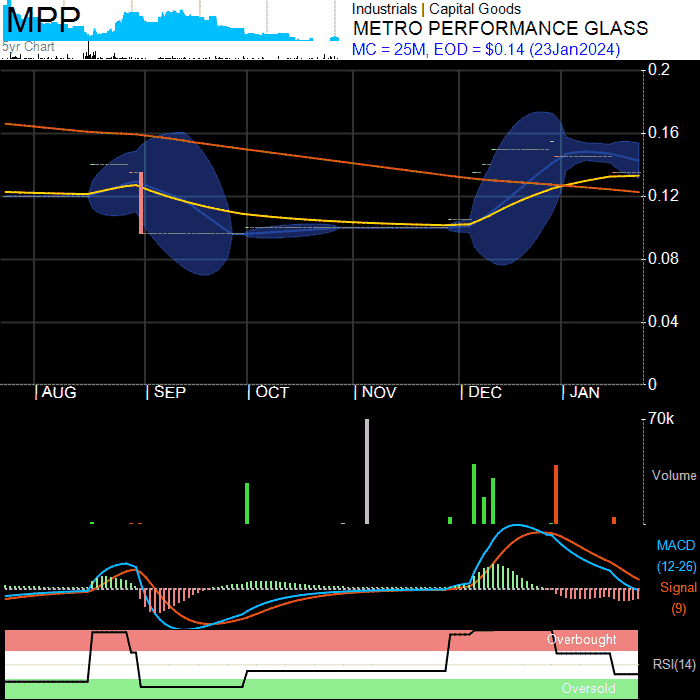 MPP
5yr Chart
Industrials | Capital Goods
METRO PERFORMANCE GLASS
MC = 25M, EOD = $0.14 (23Jan2024)
0.2
0.16
0.12
0.08
0.04
0
| AUG | SEP | OCT | NOV | DEC | JAN
70k
Volume
MACD
(12-26)
Signal
(9)
Overbought
RSI(14)
Oversold